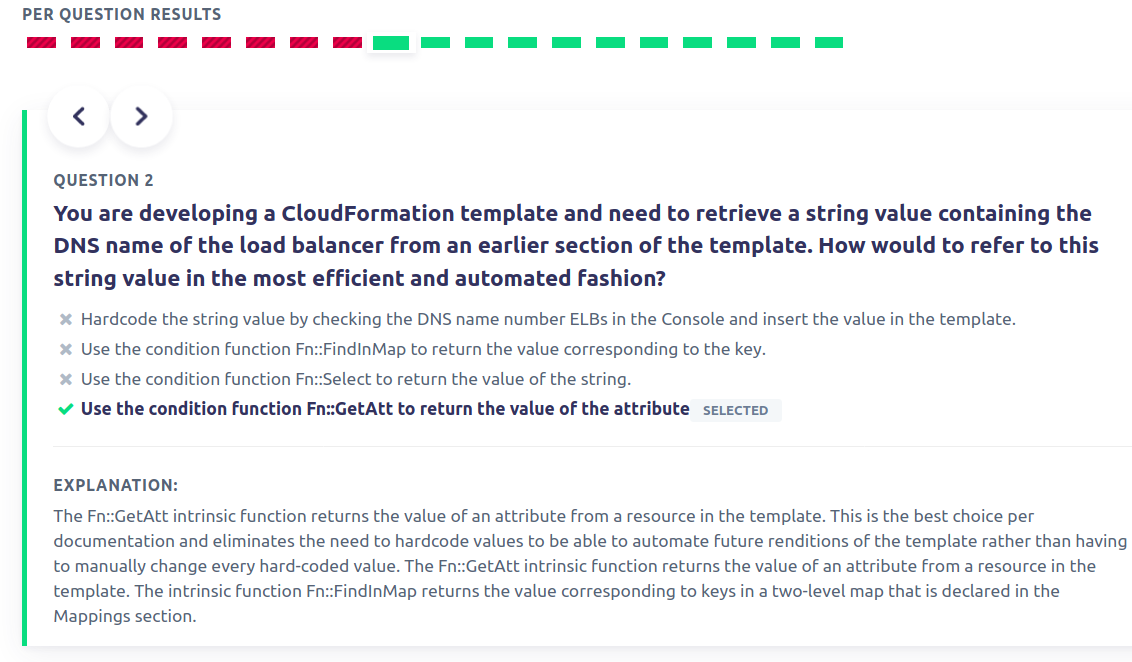 PER QUESTION RESULTS
QUESTION 2
You are developing a CloudFormation template and need to retrieve a string value containing the
DNS name of the load balancer from an earlier section of the template. How would to refer to this
string value in the most efficient and automated fashion?
Hardcode the string value by checking the DNS name number ELBs in the Console and insert the value in the template.
Use the condition function Fn::FindInMap to return the value corresponding to the key.
Use the condition function Fn::Select to return the value of the string.
Use the condition function Fn::GetAtt to return the value of the attribute SELECTED
EXPLANATION:
The Fn::GetAtt intrinsic function returns the value of an attribute from a resource in the template. This is the best choice per
documentation and eliminates the need to hardcode values to be able to automate future renditions of the template rather than having
to manually change every hard-coded value. The Fn::GetAtt intrinsic function returns the value of an attribute from a resource in the
template. The intrinsic function Fn::FindInMap returns the value corresponding to keys in a two-level map that is declared in the
Mappings section.